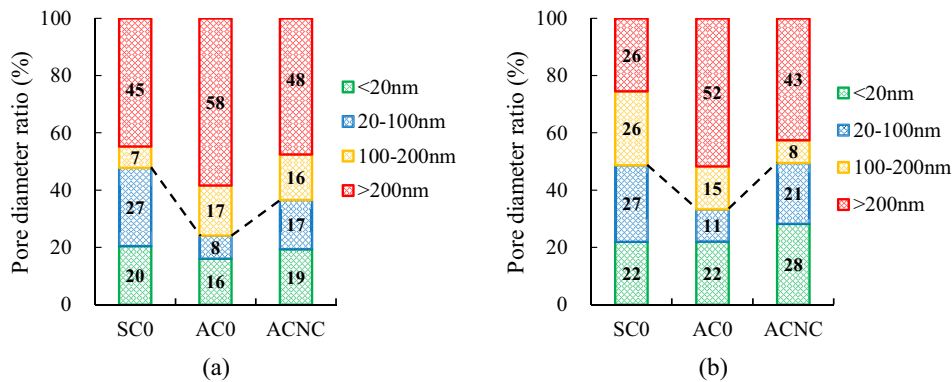 Pore diameter ratio (%)
100
80
60
40
20
0
45
7
27
20
58
17
8
16
48
16
17
19
SC0 AC0 ACNC
<20nm
20-100nm
100-200nm
>200nm
(a)
Pore diameter ratio (%)
100
80
60
40
20
0
26
26
27
22
52
15
11
22
43
8
21
28
SC0 AC0 ACNC
<20nm
20-100nm
100-200nm
>200nm
(b)